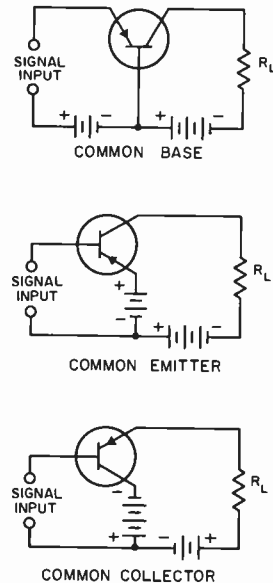 SIGNAL
INPUT
R_L
+ - + -
COMMON BASE
SIGNAL
INPUT
+
-
R_L
+ -
COMMON EMITTER
SIGNAL
INPUT
-
+
R_L
- +
COMMON COLLECTOR